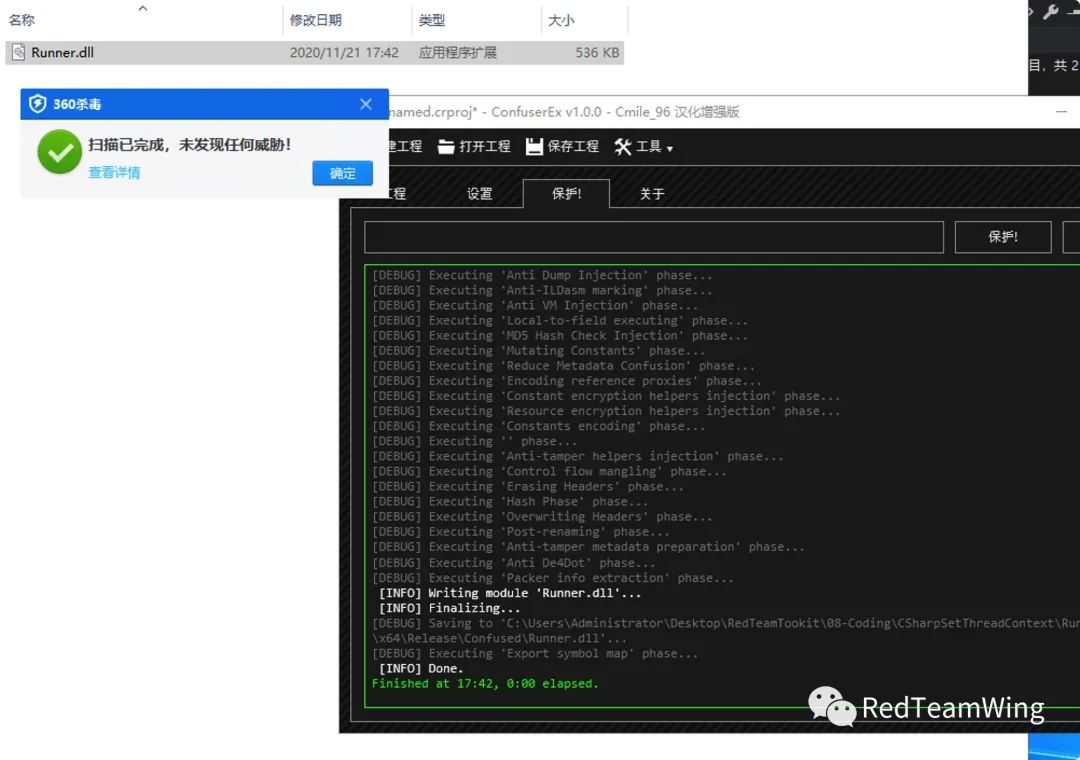 名称 修改日期 类型 大小
Runner.dll 2020/11/21 17:42 应用程序扩展 536 KB
目，共 2
360杀毒
named.crproj* - ConfuserEx v1.0.0 - Cmile_96 汉化增强版
扫描已完成，未发现任何威胁！
建工程 打开工程 保存工程 工具
查看详情
确定
工程 设置 保护! 关于
保护!
[DEBUG] Executing 'Anti Dump Injection' phase...
[DEBUG] Executing 'Anti-ILDasm marking' phase...
[DEBUG] Executing 'Anti VM Injection' phase...
[DEBUG] Executing 'Local-to-field executing' phase...
[DEBUG] Executing 'MD5 Hash Check Injection' phase...
[DEBUG] Executing 'Mutating Constants' phase...
[DEBUG] Executing 'Reduce Metadata Confusion' phase...
[DEBUG] Executing 'Encoding reference proxies' phase...
[DEBUG] Executing 'Constant encryption helpers injection' phase...
[DEBUG] Executing 'Resource encryption helpers injection' phase...
[DEBUG] Executing 'Constants encoding' phase...
[DEBUG] Executing '' phase...
[DEBUG] Executing 'Anti-tamper helpers injection' phase...
[DEBUG] Executing 'Control flow mangling' phase...
[DEBUG] Executing 'Erasing Headers' phase...
[DEBUG] Executing 'Hash Phase' phase...
[DEBUG] Executing 'Overwriting Headers' phase...
[DEBUG] Executing 'Post-renaming' phase...
[DEBUG] Executing 'Anti-tamper metadata preparation' phase...
[DEBUG] Executing 'Anti De4Dot' phase...
[DEBUG] Executing 'Packer info extraction' phase...
[INFO] Writing module 'Runner.dll'...
[INFO] Finalizing...
[DEBUG] Saving to 'C:\Users\Administrator\Desktop\RedTeamTookit\08-Coding\CSharpSetThreadContext\Run
\x64\Release\Confused\Runner.dll'...
[DEBUG] Executing 'Export symbol map' phase...
[INFO] Done.
Finished at 17:42, 0:00 elapsed.
RedTeamWing